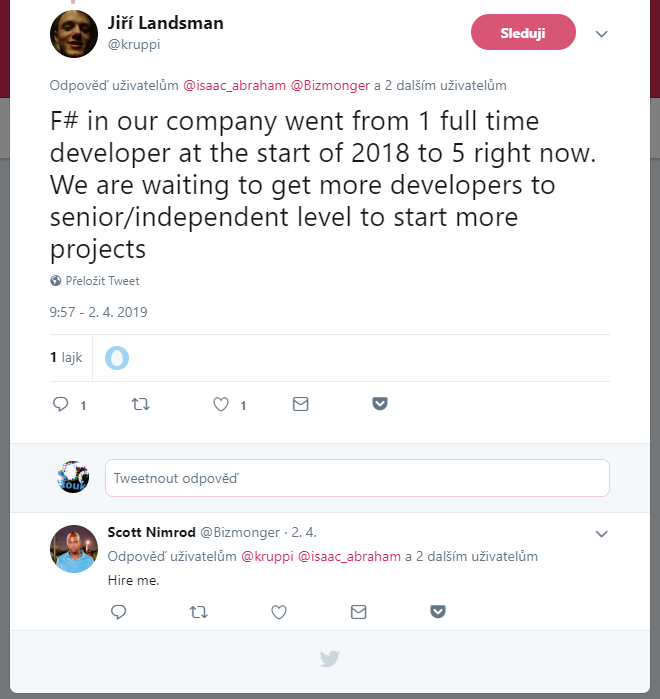 Jiří Landsman
@kruppi
Sleduji
Odpověď uživatelům @isaac_abraham @Bizmonger a 2 dalším uživatelům
F# in our company went from 1 full time
developer at the start of 2018 to 5 right now.
We are waiting to get more developers to
senior/independent level to start more
projects
Přeložit Tweet
9:57 - 2. 4. 2019
1 lajk
1 1
Tweetnout odpověď
Scott Nimrod @Bizmonger · 2. 4.
Odpověď uživatelům @kruppi @isaac_abraham a 2 dalším uživatelům
Hire me.